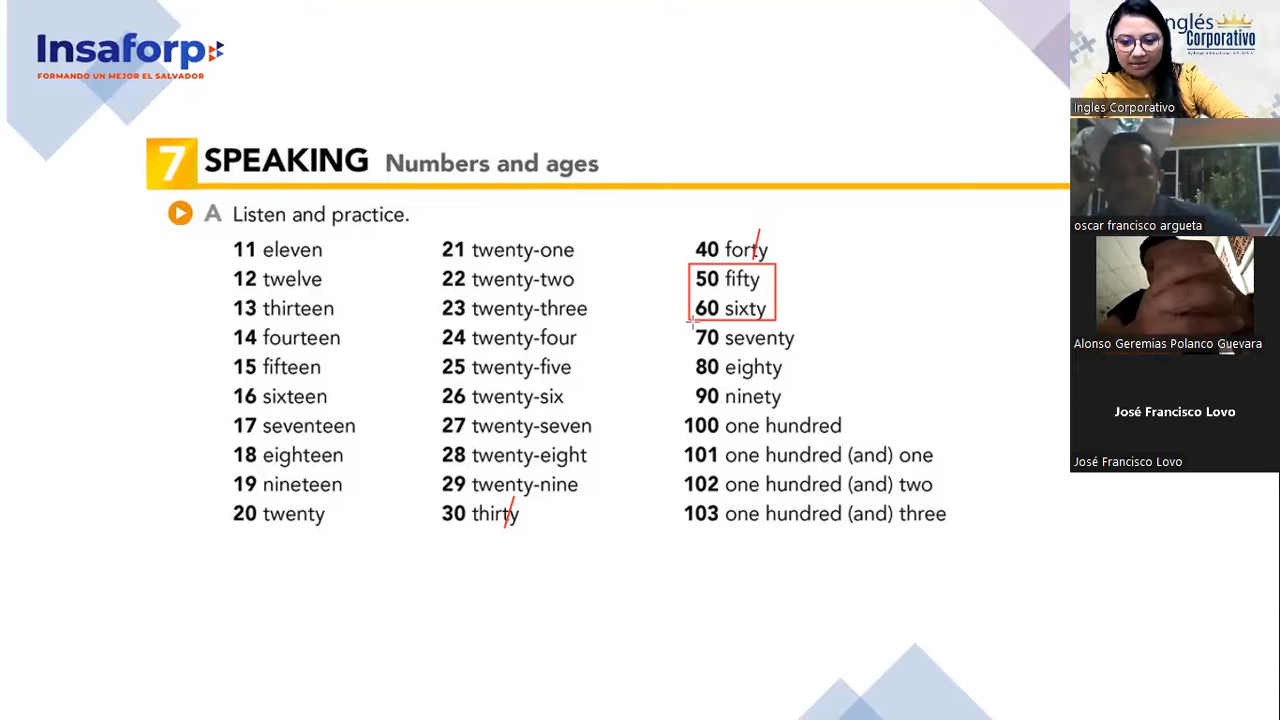 Insaforp
FORMANDO UN MEJOR EL SALVADOR
7 SPEAKING Numbers and ages
A Listen and practice.
11 eleven
12 twelve
13 thirteen
14 fourteen
15 fifteen
16 sixteen
17 seventeen
18 eighteen
19 nineteen
20 twenty
21 twenty-one
22 twenty-two
23 twenty-three
24 twenty-four
25 twenty-five
26 twenty-six
27 twenty-seven
28 twenty-eight
29 twenty-nine
30 thirty
40 forty
50 fifty
60 sixty
70 seventy
80 eighty
90 ninety
100 one hundred
101 one hundred (and) one
102 one hundred (and) two
103 one hundred (and) three
Corporativo
Ingles Corporativo
oscar francisco argueta
Alonso Geremias Polanco Guevara
José Francisco Lovo
José Francisco Lovo